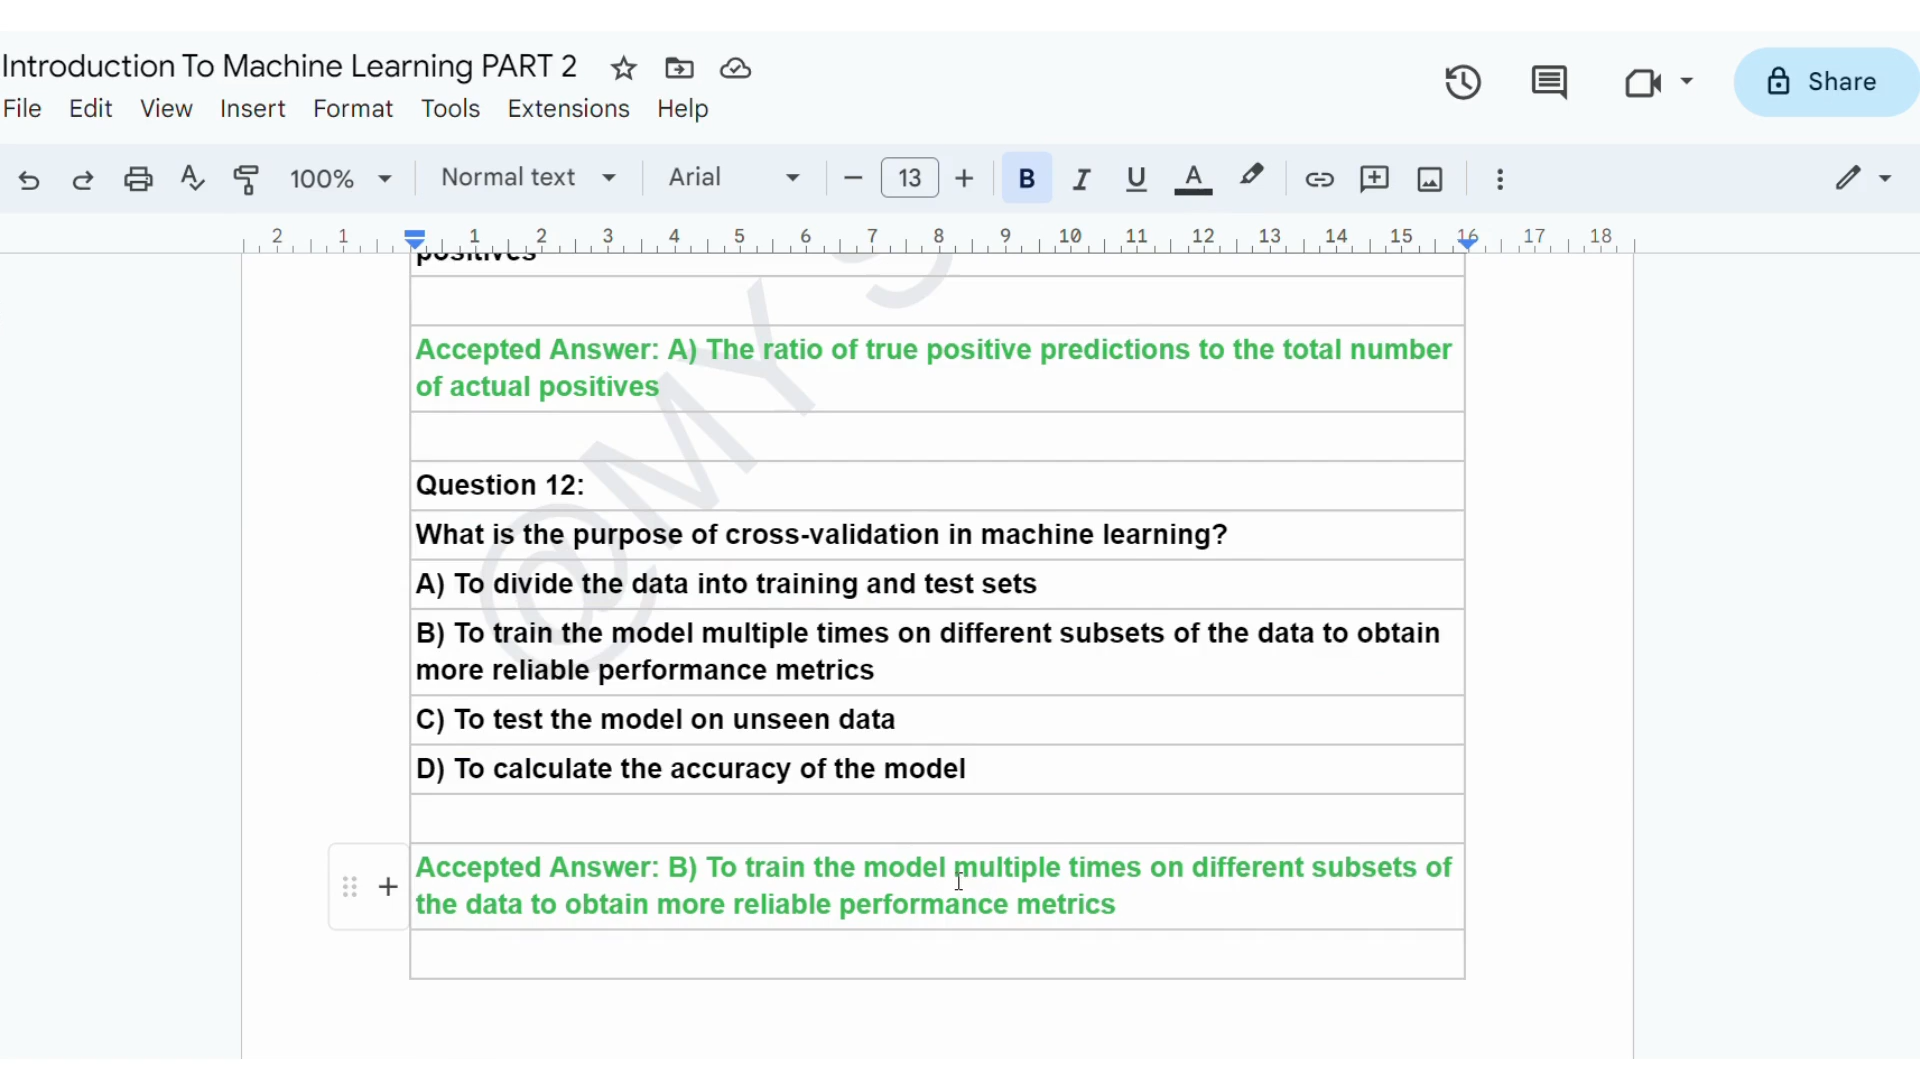 Introduction To Machine Learning PART 2
File Edit View Insert Format Tools Extensions Help
Share
100% Normal text Arial 13 B I U A
2 1 1 2 3 4 5 6 7 8 9 10 11 12 13 14 15 16 17 18
positives
Accepted Answer: A) The ratio of true positive predictions to the total number
of actual positives
Question 12:
What is the purpose of cross-validation in machine learning?
A) To divide the data into training and test sets
B) To train the model multiple times on different subsets of the data to obtain
more reliable performance metrics
C) To test the model on unseen data
D) To calculate the accuracy of the model
Accepted Answer: B) To train the model multiple times on different subsets of
the data to obtain more reliable performance metrics
@MY S